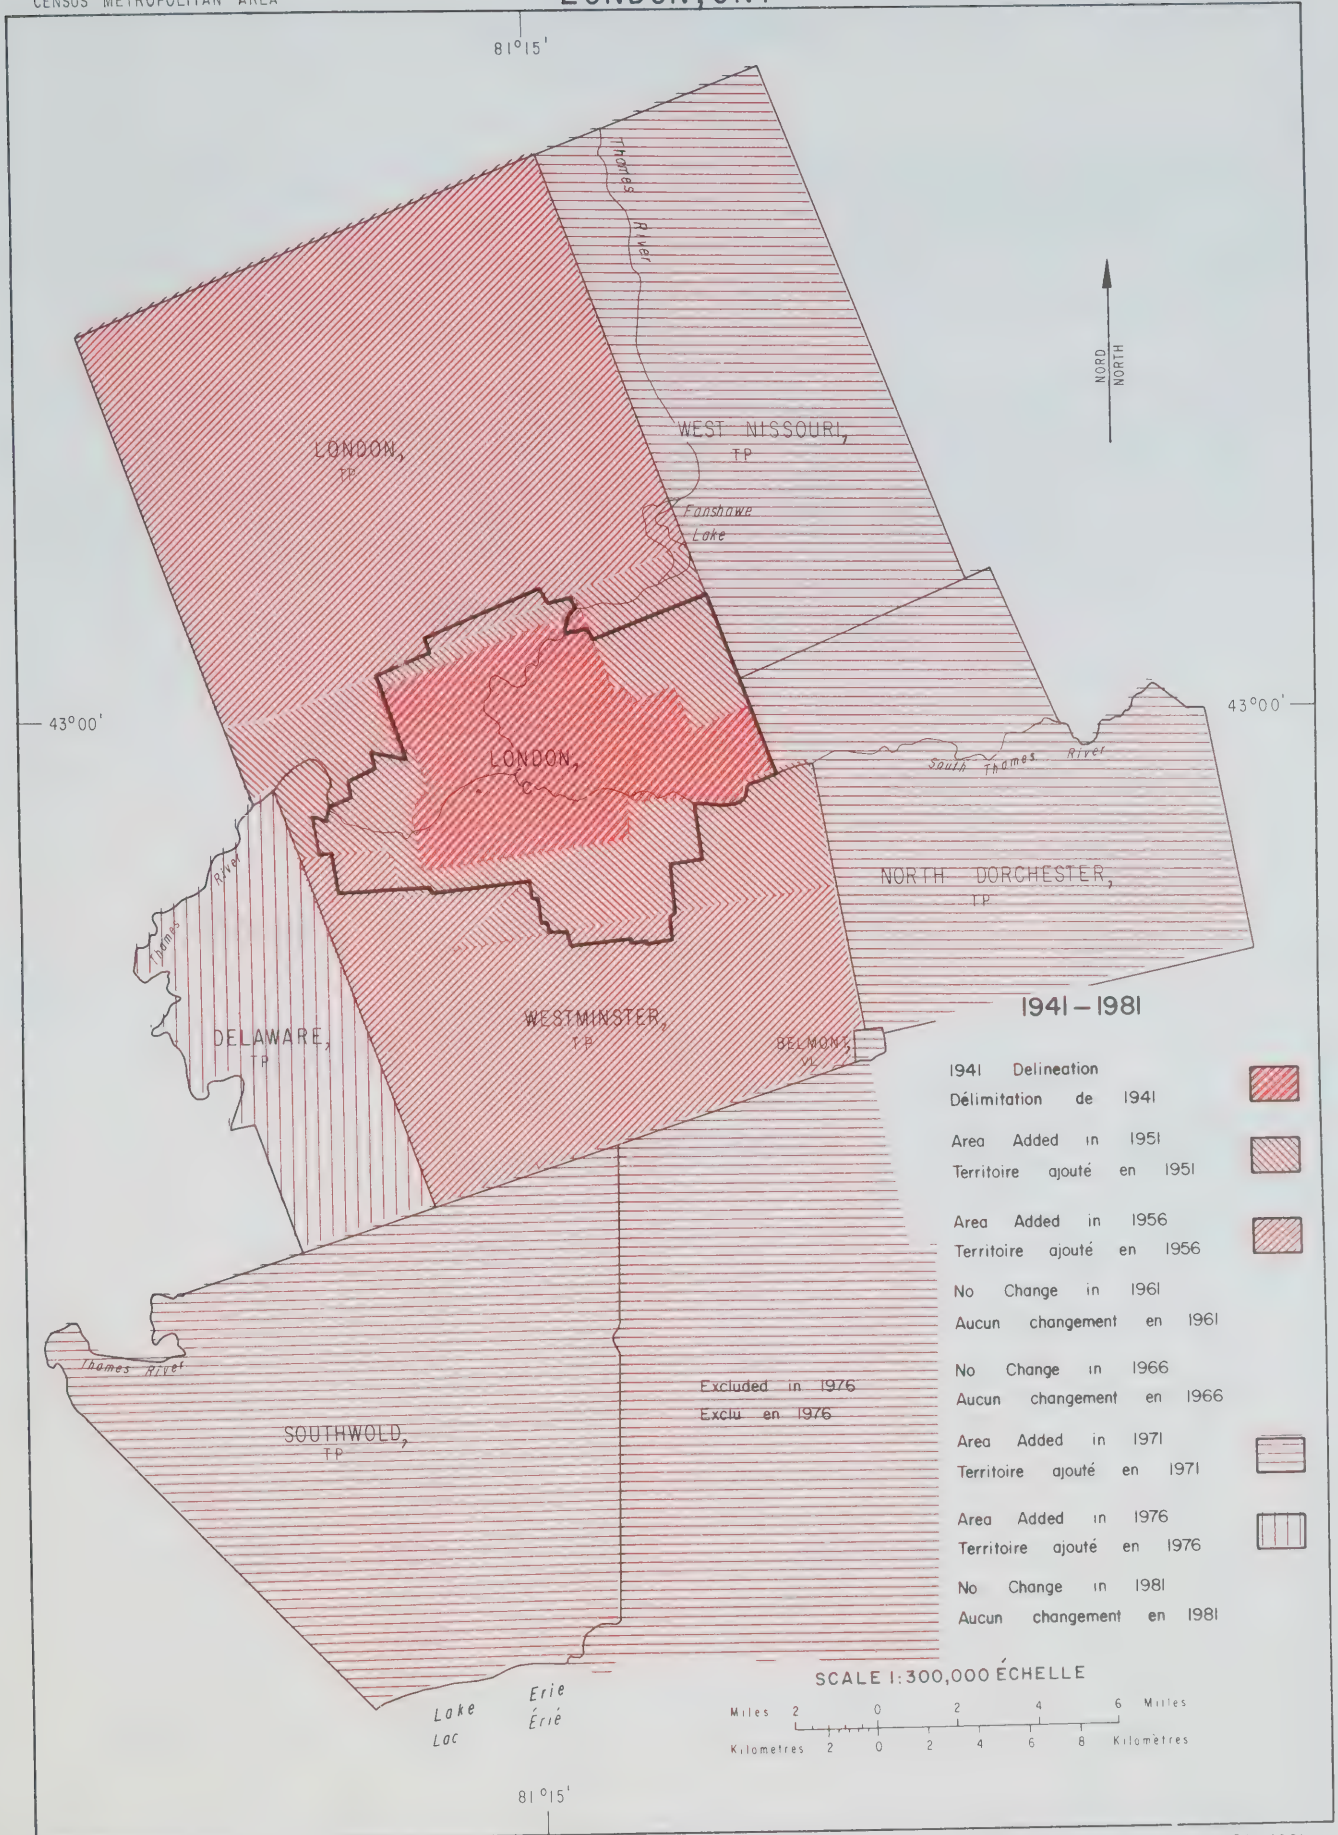 CENSUS METROPOLITAN AREA
81°15'
Thames
River
NORD
NORTH
LONDON,
TP
WEST NISSOURI,
TP
Fanshawe
Lake
43°00'
43°00'
LONDON,
C
South Thames River
River
Thames
NORTH DORCHESTER,
TP
DELAWARE,
TP
WESTMINSTER,
TP
BELMONT,
VL
1941–1981
1941 Delineation
Délimitation de 1941
Area Added in 1951
Territoire ajouté en 1951
Area Added in 1956
Territoire ajouté en 1956
No Change in 1961
Aucun changement en 1961
No Change in 1966
Aucun changement en 1966
Area Added in 1971
Territoire ajouté en 1971
Area Added in 1976
Territoire ajouté en 1976
No Change in 1981
Aucun changement en 1981
Thames River
Excluded in 1976
Exclu en 1976
SOUTHWOLD,
TP
Lake Erie
Lac Érié
SCALE 1:300,000 ÉCHELLE
Miles 2 0 2 4 6 Milles
Kilometres 2 0 2 4 6 8 Kilomètres
81°15'